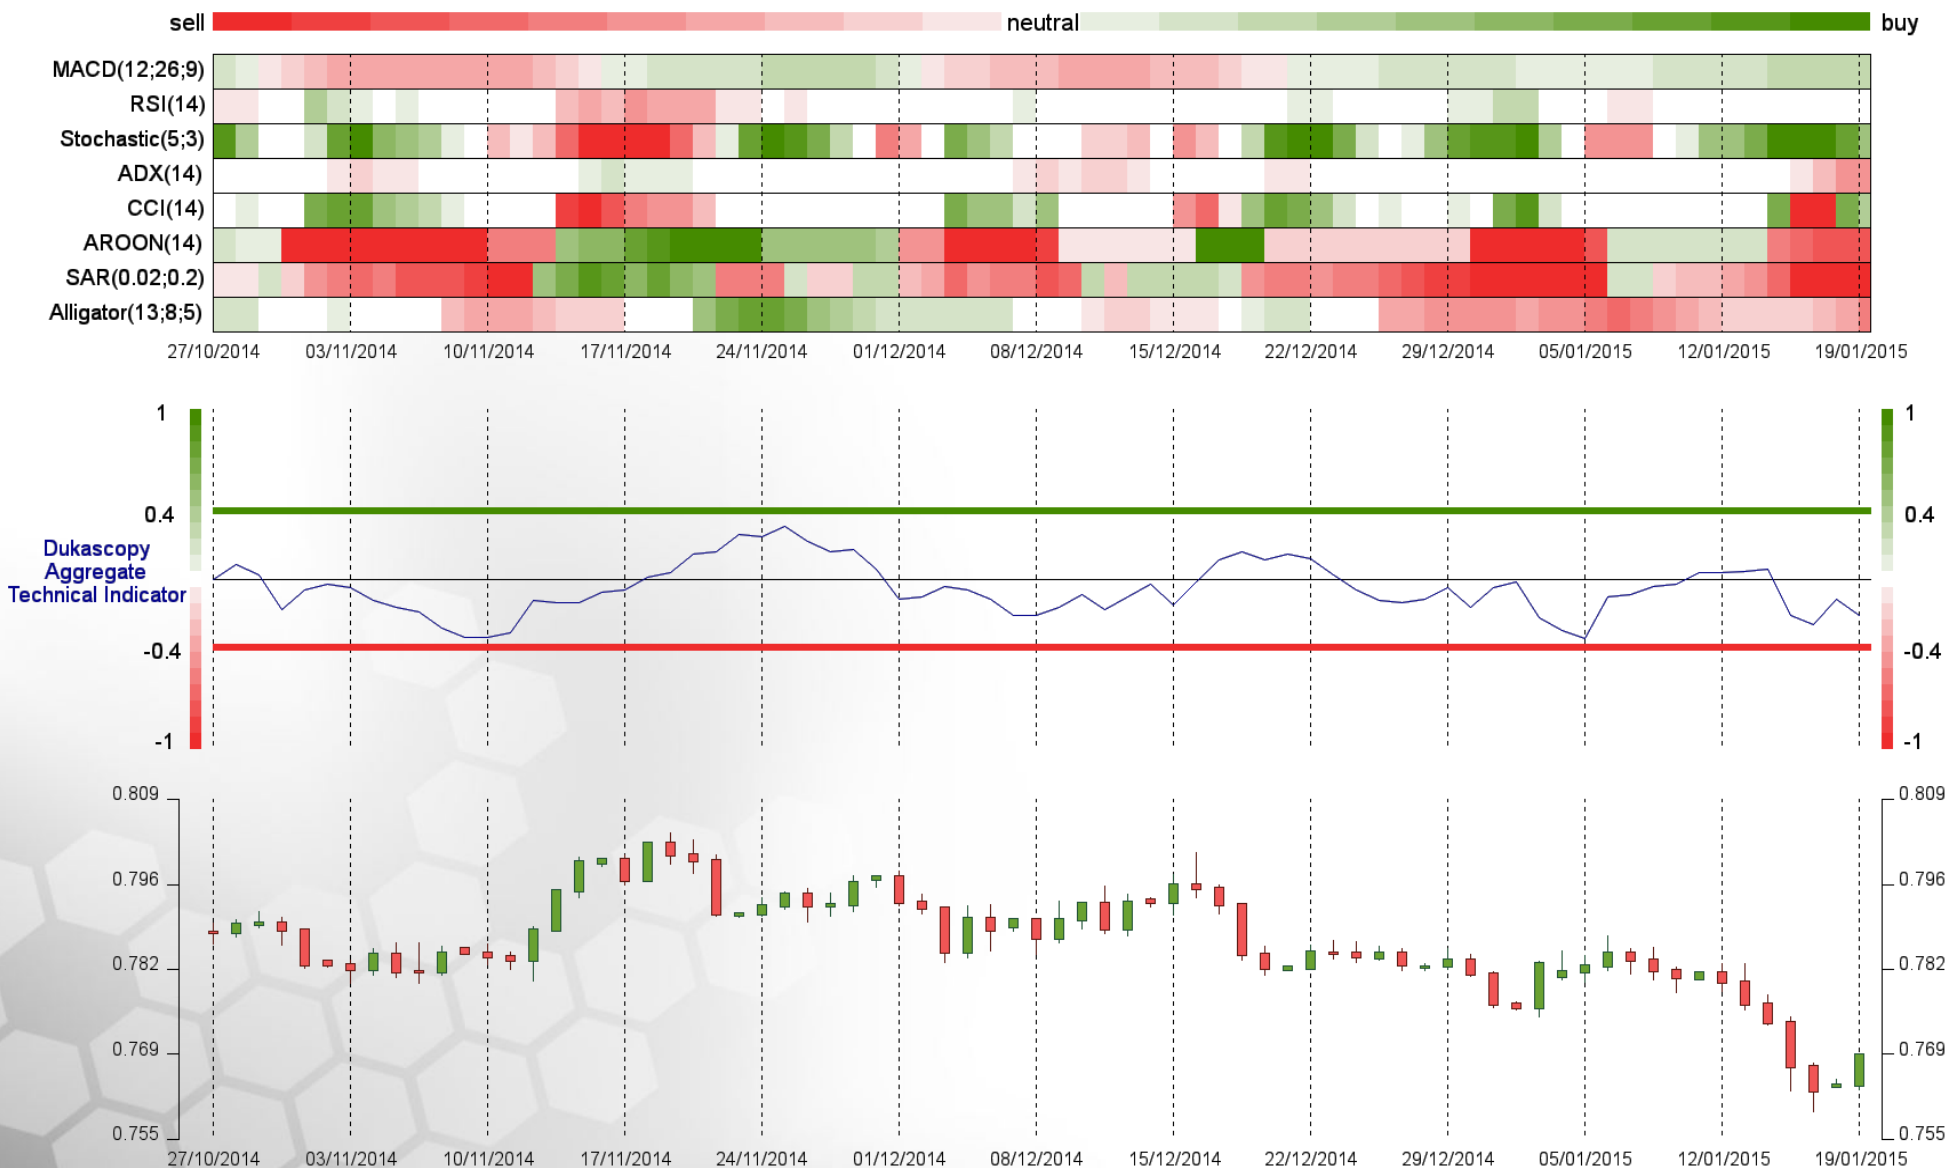 sell neutral buy
MACD(12;26;9)
RSI(14)
Stochastic(5;3)
ADX(14)
CCI(14)
AROON(14)
SAR(0.02;0.2)
Alligator(13;8;5)
27/10/2014 03/11/2014 10/11/2014 17/11/2014 24/11/2014 01/12/2014 08/12/2014 15/12/2014 22/12/2014 29/12/2014 05/01/2015 12/01/2015 19/01/2015
1 1
0.4 0.4
Dukascopy
Aggregate
Technical Indicator
-0.4 -0.4
-1 -1
0.809 0.809
0.796 0.796
0.782 0.782
0.769 0.769
0.755 0.755
27/10/2014 03/11/2014 10/11/2014 17/11/2014 24/11/2014 01/12/2014 08/12/2014 15/12/2014 22/12/2014 29/12/2014 05/01/2015 12/01/2015 19/01/2015